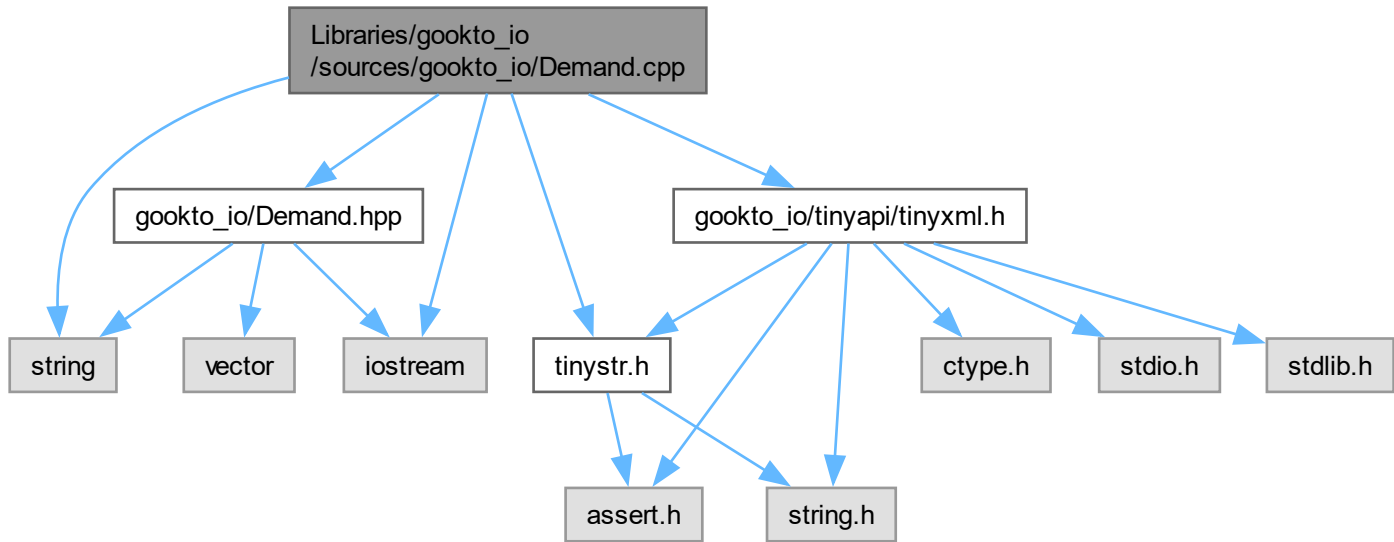 Libraries/gookto_io
/sources/gookto_io/Demand.cpp
gookto_io/Demand.hpp
gookto_io/tinyapi/tinyxml.h
string
vector
iostream
tinystr.h
ctype.h
stdio.h
stdlib.h
assert.h
string.h